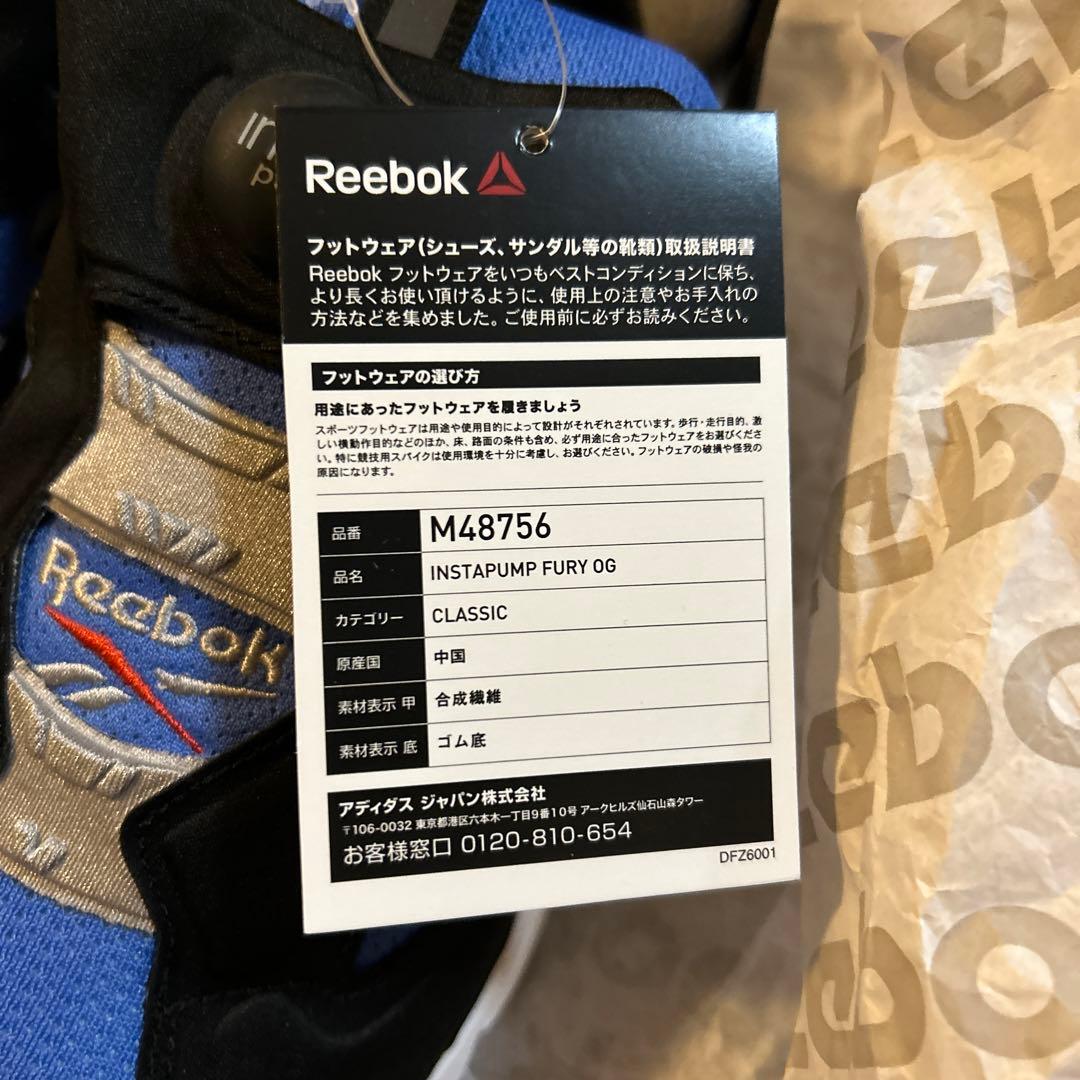 Reebok
フットウェア(シューズ、サンダル等の靴類)取扱説明書
Reebok フットウェアをいつもベストコンディションに保ち、
より長くお使い頂けるように、使用上の注意やお手入れの
方法などを集めました。ご使用前に必ずお読みください。
フットウェアの選び方
用途にあったフットウェアを履きましょう
スポーツフットウェアは用途や使用目的によって設計がそれぞれされています。歩行・走行目的、激
しい横動作目的などのほか、床、路面の条件も含め、必ず用途に合ったフットウェアをお選びくださ
い。特に競技用スパイクは使用環境を十分に考慮し、お選びください。フットウェアの破損や怪我の
原因になります。
品番 M48756
品名 INSTAPUMP FURY OG
カテゴリー CLASSIC
原産国 中国
素材表示 甲 合成繊維
素材表示 底 ゴム底
アディダス ジャパン株式会社
〒106-0032 東京都港区六本木一丁目9番10号 アークヒルズ仙石山森タワー
お客様窓口 0120-810-654
DFZ6001
Reebok